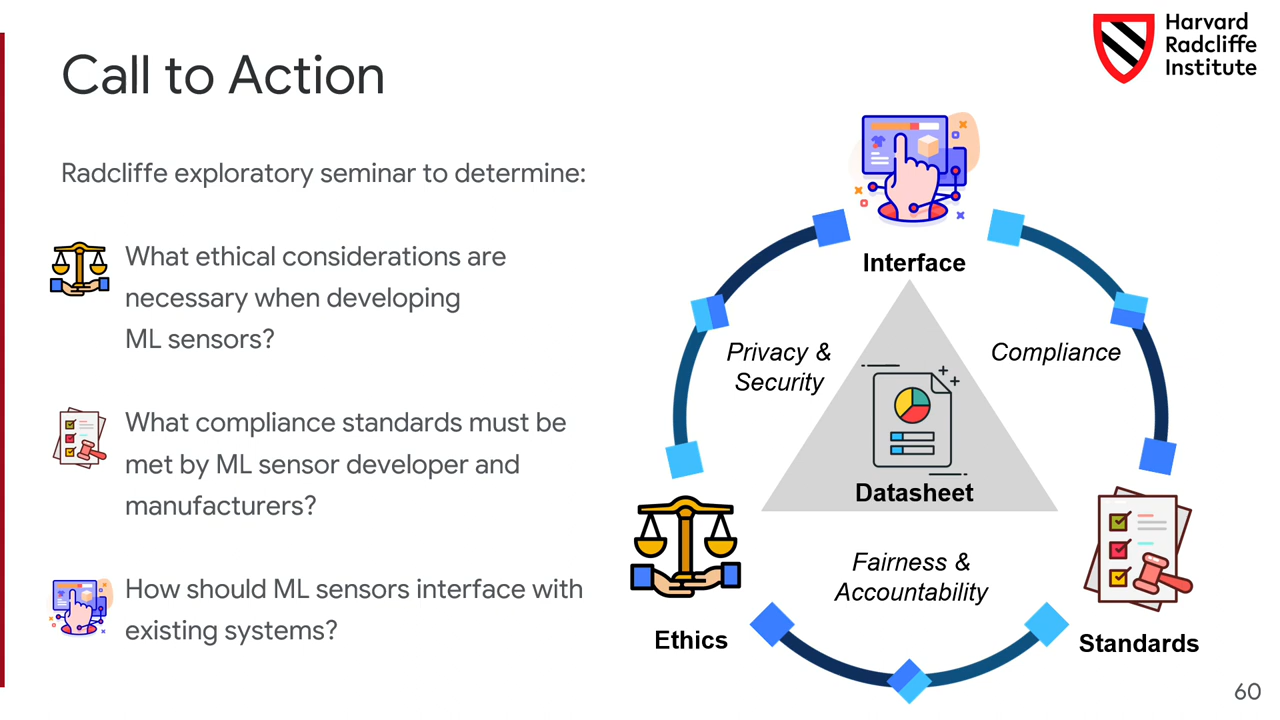 Call to Action
Harvard
Radcliffe
Institute
Radcliffe exploratory seminar to determine:
What ethical considerations are
necessary when developing
ML sensors?
What compliance standards must be
met by ML sensor developer and
manufacturers?
How should ML sensors interface with
existing systems?
Interface
Privacy &
Security
Compliance
Datasheet
Fairness &
Accountability
Ethics
Standards
60